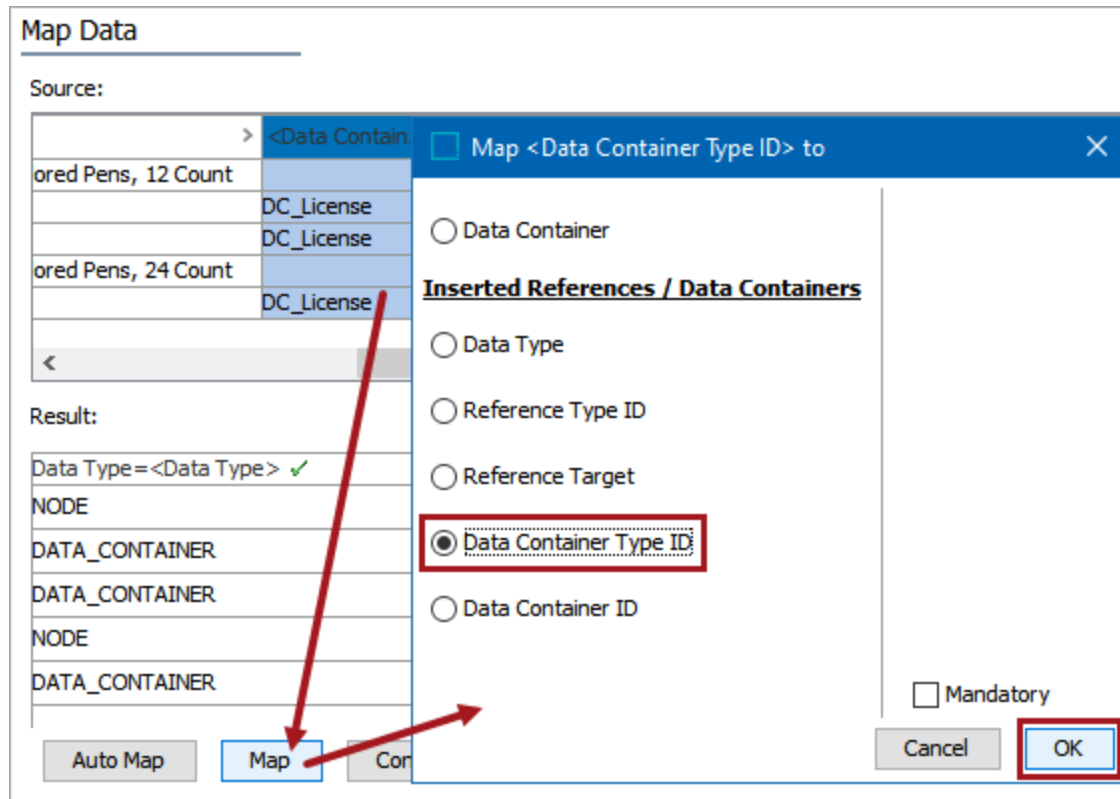 Map Data
Source:
> <Data Contain.
ored Pens, 12 Count
DC_License
DC_License
ored Pens, 24 Count
DC_License
<
Result:
Data Type=<Data Type> ✓
NODE
DATA_CONTAINER
DATA_CONTAINER
NODE
DATA_CONTAINER
Auto Map Map Con
Map <Data Container Type ID> to
Data Container
Inserted References / Data Containers
Data Type
Reference Type ID
Reference Target
Data Container Type ID
Data Container ID
Mandatory
Cancel OK